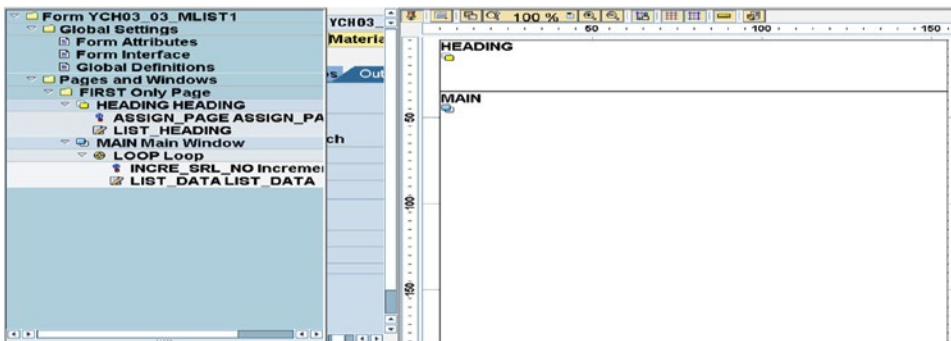 Form YCH03_03_MLIST1
Global Settings
Form Attributes
Form Interface
Global Definitions
Pages and Windows
FIRST Only Page
HEADING HEADING
ASSIGN_PAGE ASSIGN_PA
LIST_HEADING
MAIN Main Window
LOOP Loop
INCRE_SRL_NO Increme
LIST_DATA LIST_DATA
YCH03_
Materia
s Out
ch
100 %
50 100 150
HEADING
MAIN
50
100
150